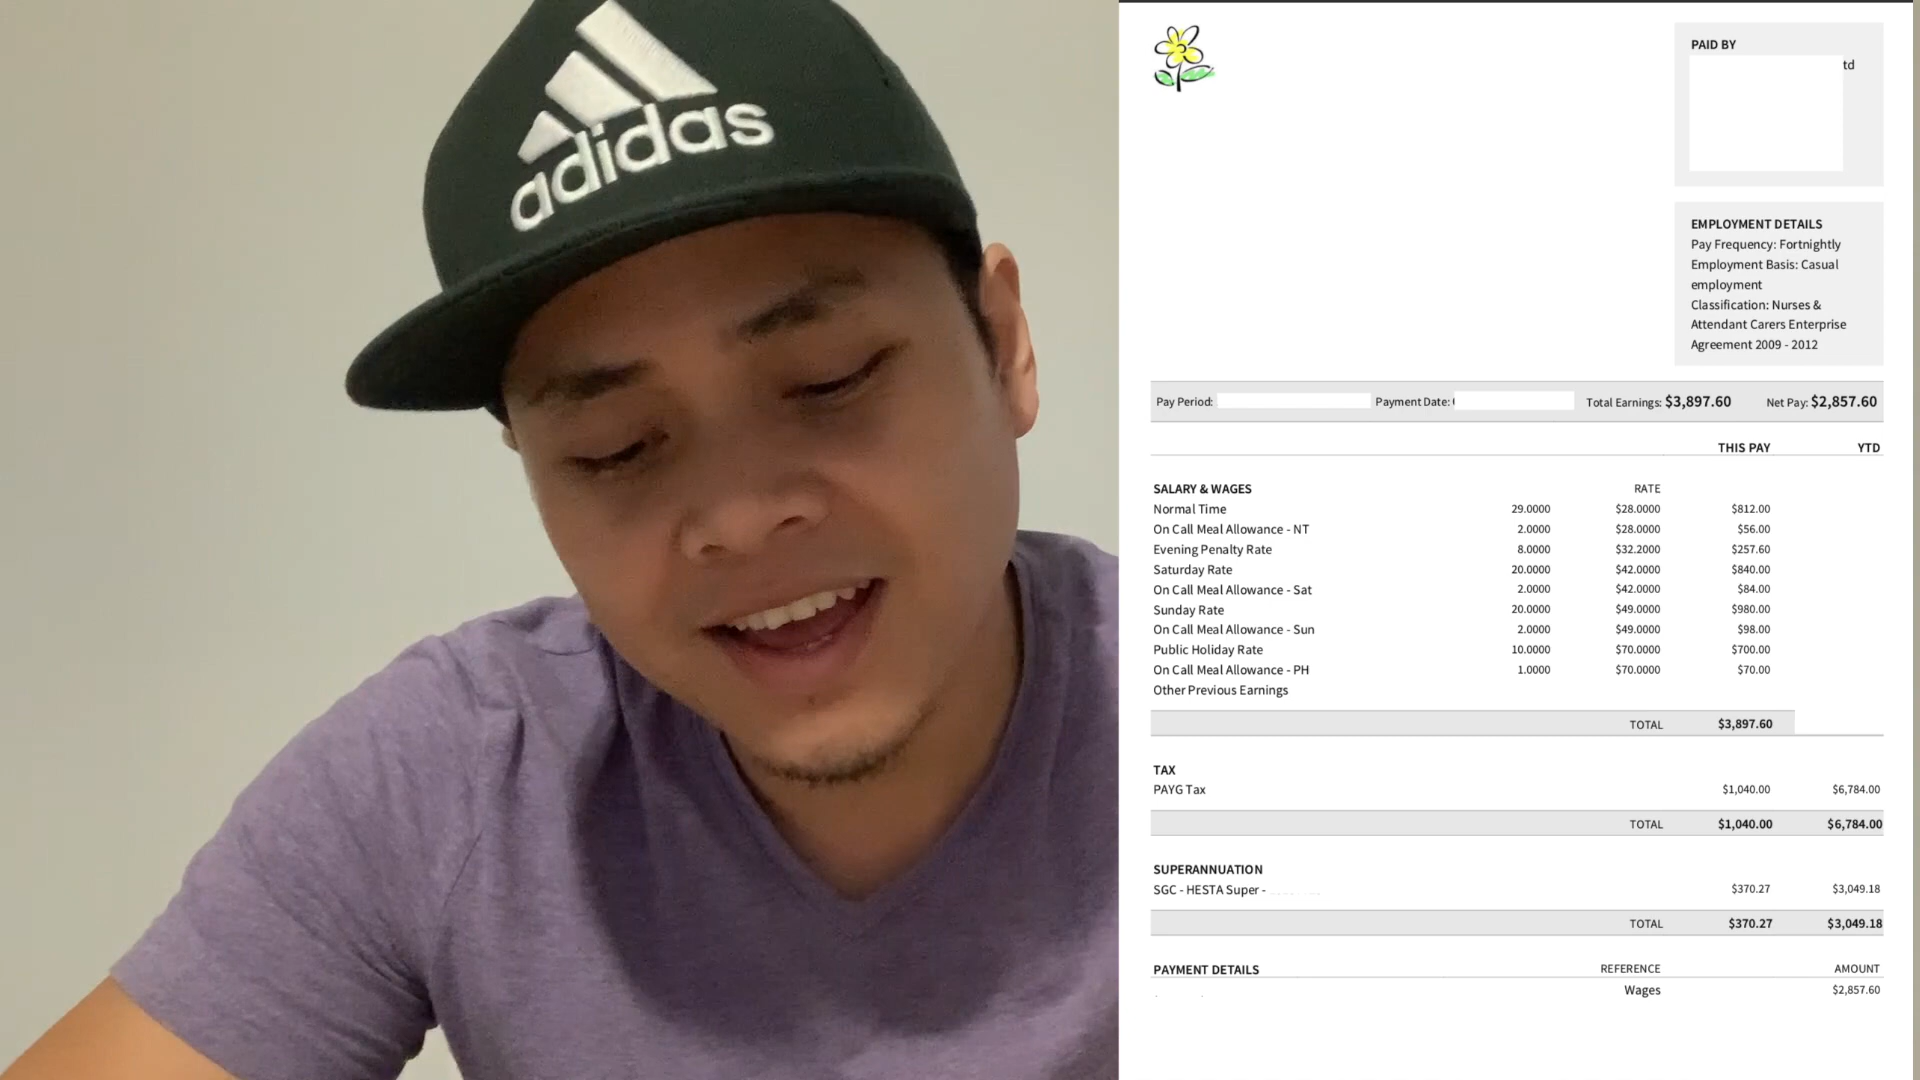 adidas
PAID BY
td
EMPLOYMENT DETAILS
Pay Frequency: Fortnightly
Employment Basis: Casual
employment
Classification: Nurses &
Attendant Carers Enterprise
Agreement 2009 - 2012
Pay Period: Payment Date: Total Earnings: $3,897.60 Net Pay: $2,857.60
THIS PAY YTD
SALARY & WAGES RATE
Normal Time 29.0000 $28.0000 $812.00
On Call Meal Allowance - NT 2.0000 $28.0000 $56.00
Evening Penalty Rate 8.0000 $32.2000 $257.60
Saturday Rate 20.0000 $42.0000 $840.00
On Call Meal Allowance - Sat 2.0000 $42.0000 $84.00
Sunday Rate 20.0000 $49.0000 $980.00
On Call Meal Allowance - Sun 2.0000 $49.0000 $98.00
Public Holiday Rate 10.0000 $70.0000 $700.00
On Call Meal Allowance - PH 1.0000 $70.0000 $70.00
Other Previous Earnings
TOTAL $3,897.60
TAX
PAYG Tax $1,040.00 $6,784.00
TOTAL $1,040.00 $6,784.00
SUPERANNUATION
SGC - HESTA Super - $370.27 $3,049.18
TOTAL $370.27 $3,049.18
PAYMENT DETAILS REFERENCE AMOUNT
Wages $2,857.60